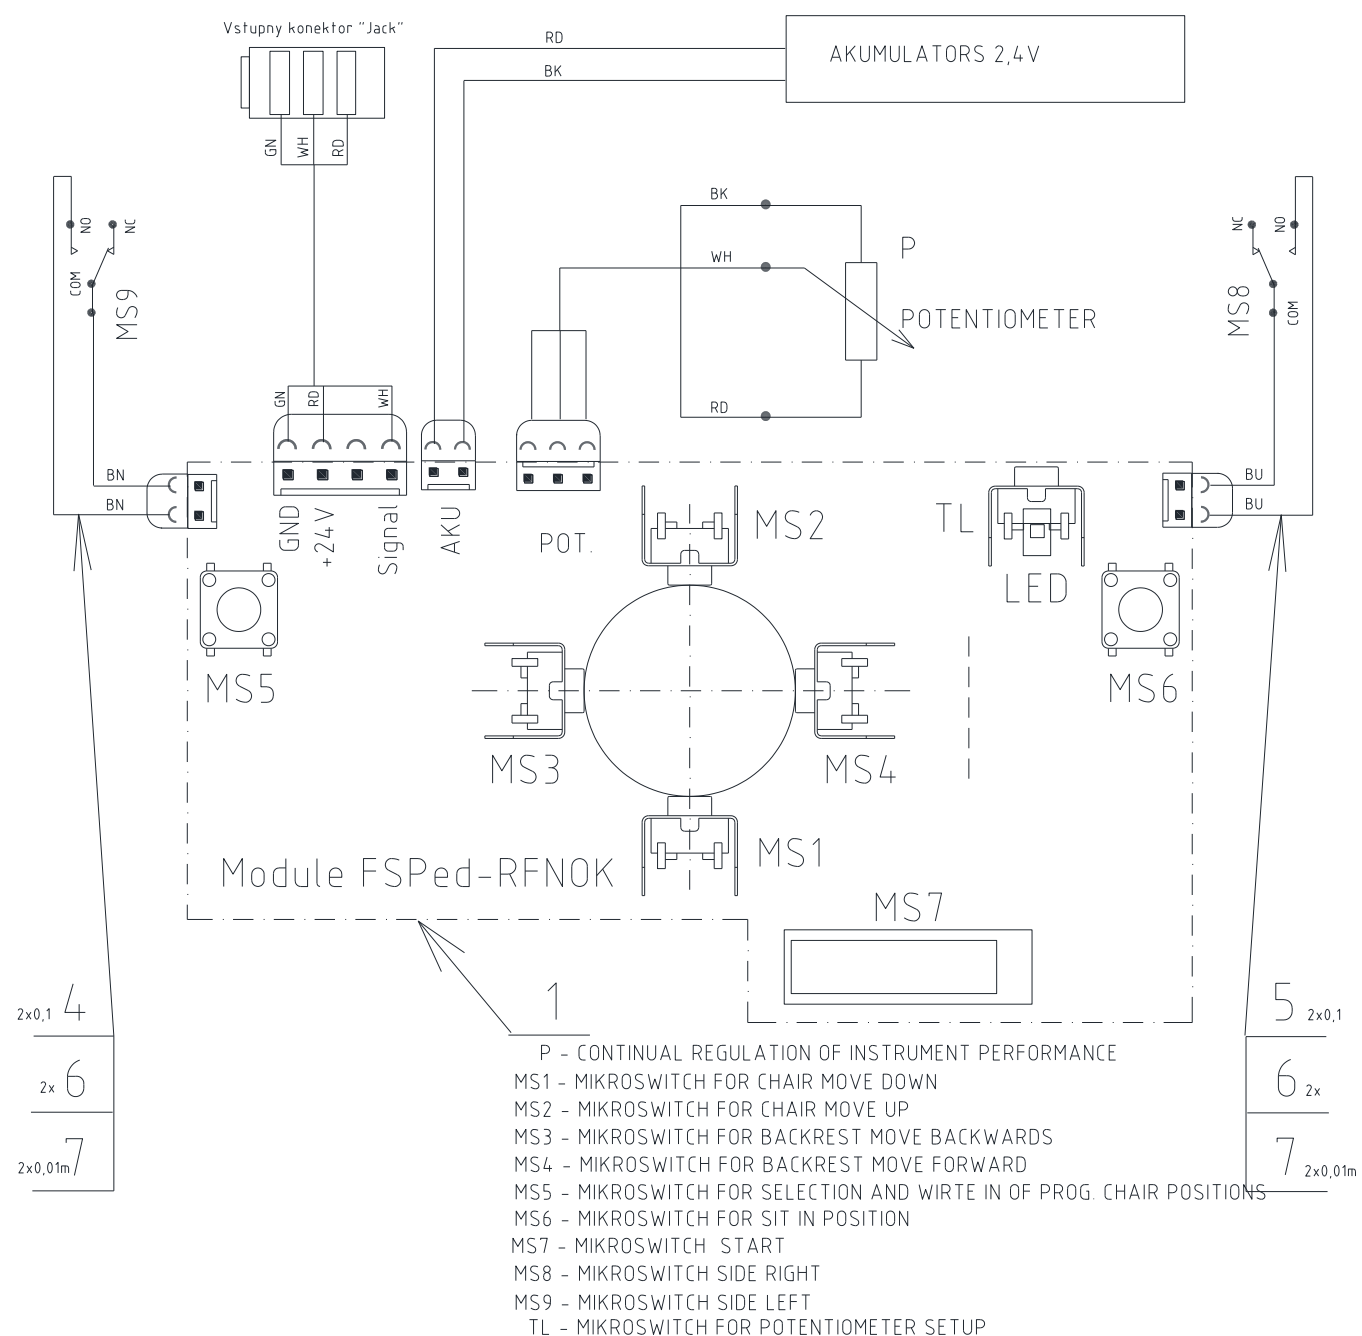 Vstupny konektor "Jack"
RD
BK
AKUMULATORS 2,4V
GN
WH
RD
NO
NC
COM
MS9
BK
WH
RD
P
POTENTIOMETER
NC
NO
COM
MS8
GN
RD
WH
BN
BN
BU
BU
GND
+24V
Signal
AKU
POT.
MS2
TL
LED
MS5
MS6
MS3
MS4
MS1
Module FSPed-RFNOK
MS7
1
2x0,1 4
2x 6
2x0,01m 7
5 2x0,1
6 2x
7 2x0,01m
P - CONTINUAL REGULATION OF INSTRUMENT PERFORMANCE
MS1 - MIKROSWITCH FOR CHAIR MOVE DOWN
MS2 - MIKROSWITCH FOR CHAIR MOVE UP
MS3 - MIKROSWITCH FOR BACKREST MOVE BACKWARDS
MS4 - MIKROSWITCH FOR BACKREST MOVE FORWARD
MS5 - MIKROSWITCH FOR SELECTION AND WIRTE IN OF PROG. CHAIR POSITIONS
MS6 - MIKROSWITCH FOR SIT IN POSITION
MS7 - MIKROSWITCH START
MS8 - MIKROSWITCH SIDE RIGHT
MS9 - MIKROSWITCH SIDE LEFT
TL - MIKROSWITCH FOR POTENTIOMETER SETUP